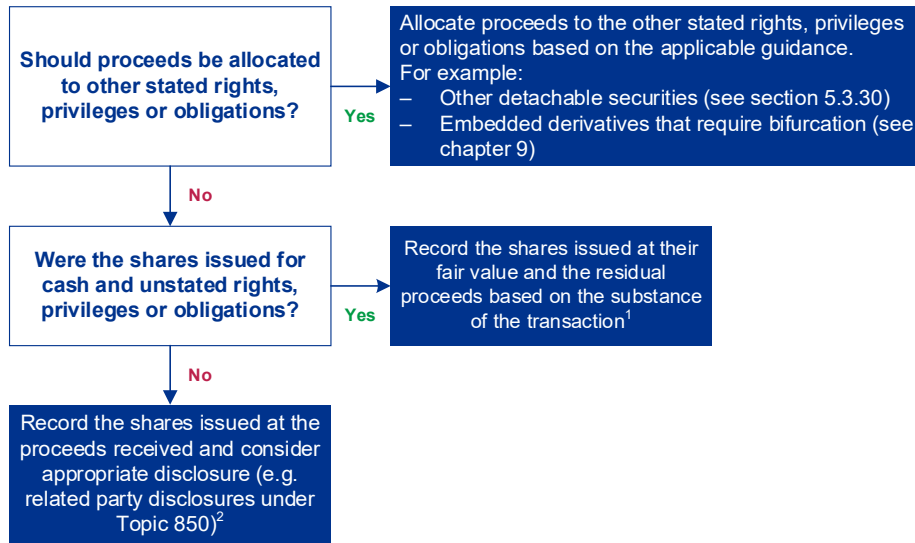 Should proceeds be allocated
to other stated rights,
privileges or obligations?
Yes
Allocate proceeds to the other stated rights, privileges
or obligations based on the applicable guidance.
For example:
– Other detachable securities (see section 5.3.30)
– Embedded derivatives that require bifurcation (see
chapter 9)
No
Were the shares issued for
cash and unstated rights,
privileges or obligations?
Yes
Record the shares issued at their
fair value and the residual
proceeds based on the substance
of the transaction1
No
Record the shares issued at the
proceeds received and consider
appropriate disclosure (e.g.
related party disclosures under
Topic 850)2